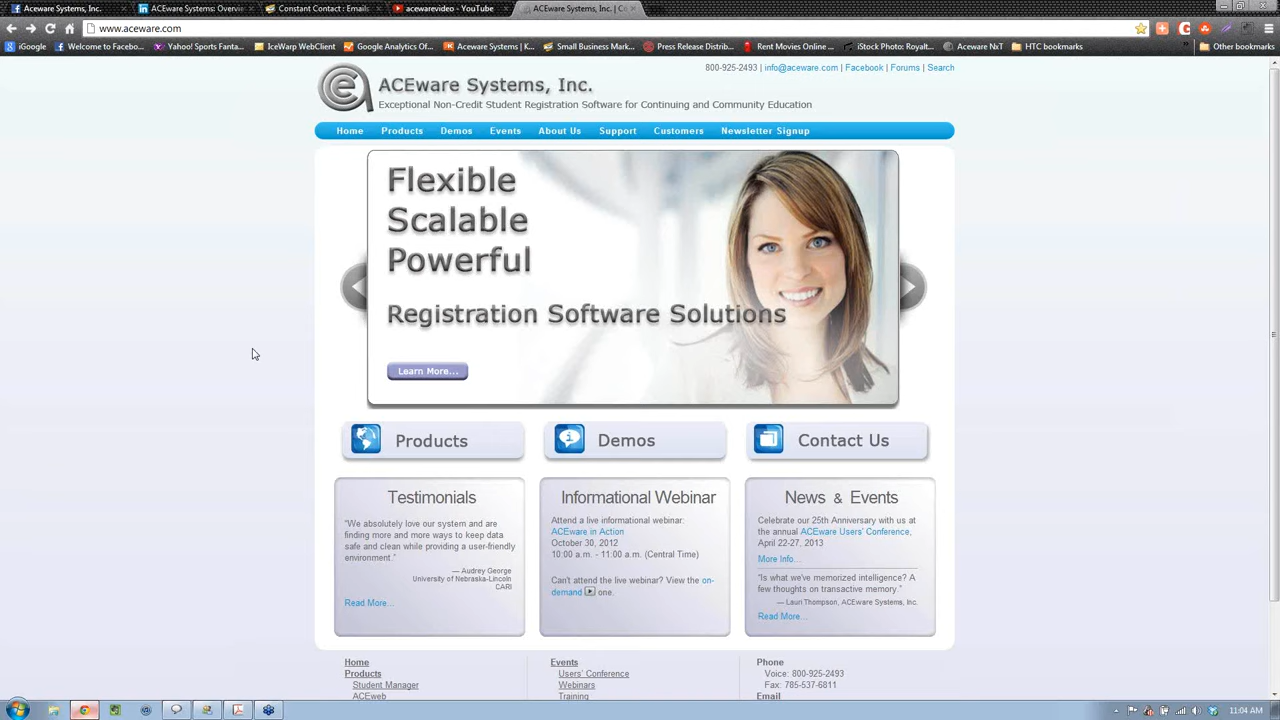 Facebook ACEware Systems, Inc.
LinkedIn ACEware Systems: Overvie
Constant Contact : Emails
acewarevideo - YouTube
ACEware Systems, Inc. | Co
www.aceware.com
iGoogle
Welcome to Facebo...
Yahoo! Sports Fanta...
IceWarp WebClient
Google Analytics Of...
Aceware Systems | K...
Small Business Mark...
Press Release Distrib...
Rent Movies Online ...
iStock Photo: Royalt...
Aceware NxT
HTC bookmarks
Other bookmarks
800-925-2493 | info@aceware.com | Facebook | Forums | Search
ACEware Systems, Inc.
Exceptional Non-Credit Student Registration Software for Continuing and Community Education
Home Products Demos Events About Us Support Customers Newsletter Signup
Flexible
Scalable
Powerful
Registration Software Solutions
Learn More...
Products
Demos
Contact Us
Testimonials
“We absolutely love our system and are
finding more and more ways to keep data
safe and clean while providing a user-friendly
environment.”
— Audrey George
University of Nebraska-Lincoln
CARI
Read More...
Informational Webinar
Attend a live informational webinar:
ACEware in Action
October 30, 2012
10:00 a.m. - 11:00 a.m. (Central Time)
Can't attend the live webinar? View the on-
demand one.
News & Events
Celebrate our 25th Anniversary with us at
the annual ACEware Users' Conference,
April 22-27, 2013
More Info...
“Is what we've memorized intelligence? A
few thoughts on transactive memory.”
— Lauri Thompson, ACEware Systems, Inc.
Read More...
Home
Products
Student Manager
ACEweb
Events
Users' Conference
Webinars
Training
Phone
Voice: 800-925-2493
Fax: 785-537-6811
Email
11:04 AM